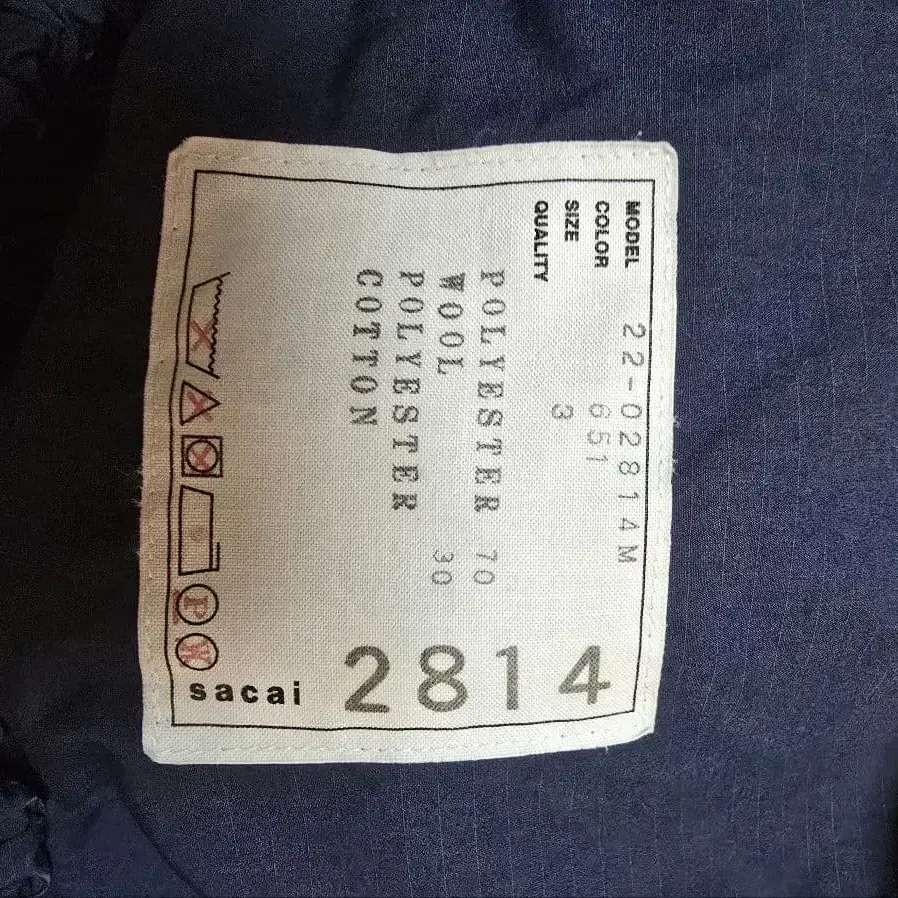 MODEL 22-02814M
COLOR 651
SIZE 3
QUALITY
POLYESTER 70
WOOL 30
POLYESTER
COTTON
P W
sacai
2814